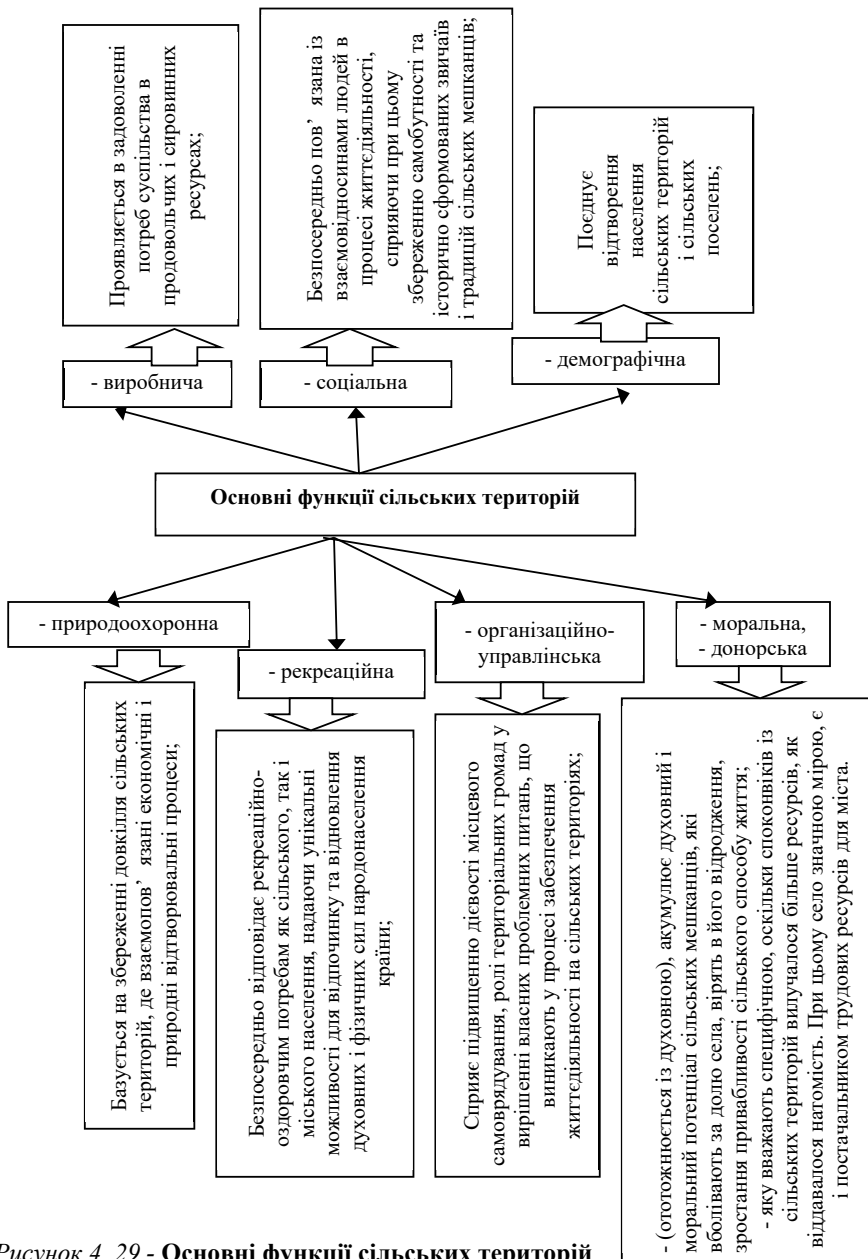 Проявляється в задоволенні
потреб суспільства в
продовольчих і сировинних
ресурсах;
Безпосередньо пов’ язана із
взаємовідносинами людей в
процесі життєдіяльності,
сприяючи при цьому
збереженню самобутності та
історично сформованих звичаїв
і традицій сільських мешканців;
Поєднує
відтворення
населення
сільських територій
і сільських
поселень;
- виробнича
- соціальна
- демографічна
Основні функції сільських територій
- природоохоронна
- рекреаційна
- організаційно-
управлінська
- моральна,
- донорська
Базується на збереженні довкілля сільських
територій, де взаємопов’ язані економічні і
природні відтворювальні процеси;
Безпосередньо відповідає рекреаційно-
оздоровчим потребам як сільського, так і
міського населення, надаючи унікальні
можливості для відпочинку та відновлення
духовних і фізичних сил народонаселення
країни;
Сприяє підвищенню дієвості місцевого
самоврядування, ролі територіальних громад у
вирішенні власних проблемних питань, що
виникають у процесі забезпечення
життєдіяльності на сільських територіях;
- (ототожнюється із духовною), акумулює духовний і
моральний потенціал сільських мешканців, які
вболівають за долю села, вірять в його відродження,
зростання привабливості сільського способу життя;
- яку вважають специфічною, оскільки споконвіків із
сільських територій вилучалося більше ресурсів, як
віддавалося натомість. При цьому село значною мірою, є
і постачальником трудових ресурсів для міста.
Рисунок 4. 29 - Основні функції сільських територій